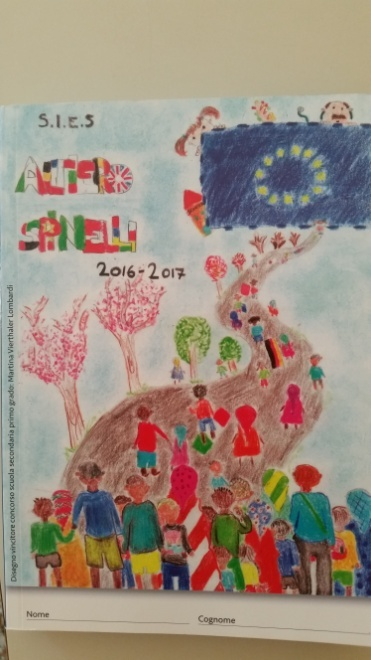 S.I.E.S
ALTIERO
SPINELLI
2016-2017
Disegno vincitore concorso scuola secondaria primo grado: Martina Vierthaler Lombardi
Nome
Cognome